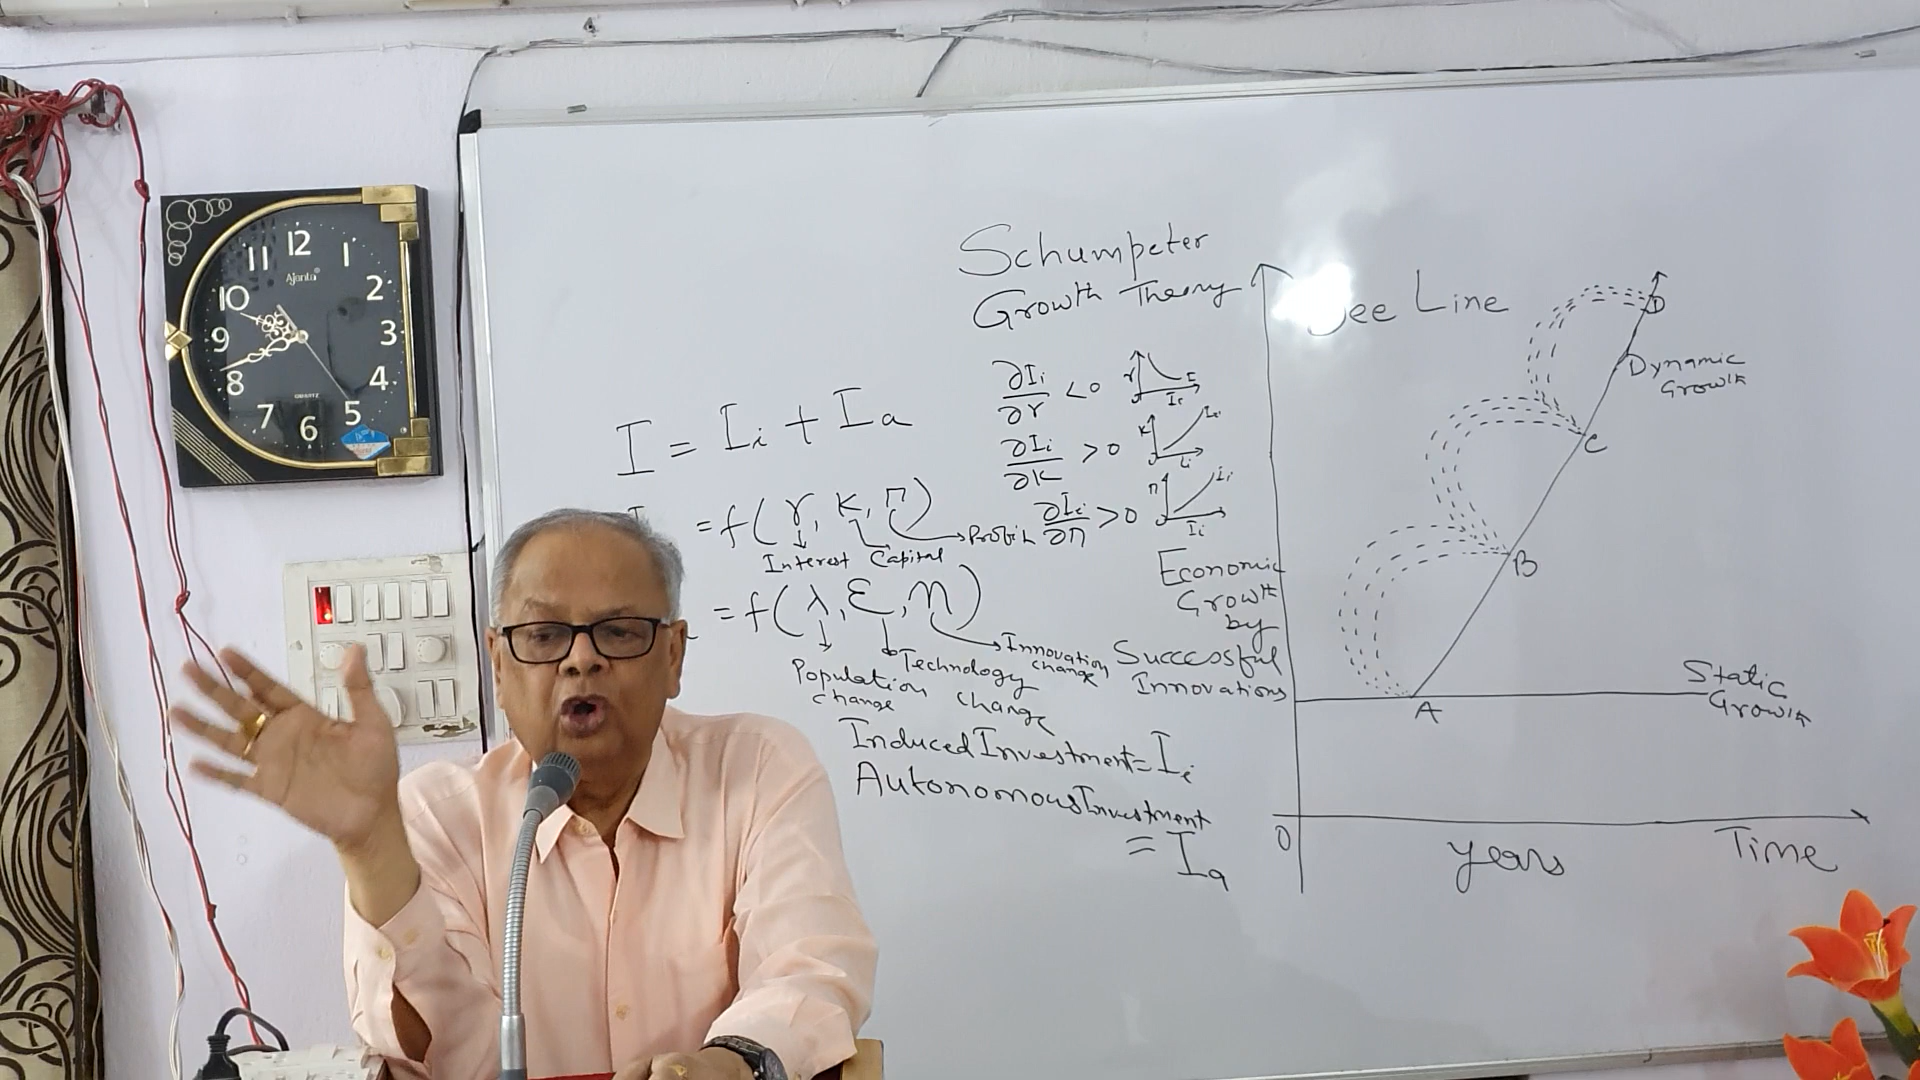 12
11
1
Ajanta
10
2
9
3
8
4
7
5
6
QUARTZ
Schumpeter
Growth Theory
I = Ii + Ia
= f(r, K, π)
Interest
Capital
Profit
= f(λ, ε, η)
Population
change
Technology
change
Innovation
change
Induced Investment = Ii
Autonomous Investment
= Ia
∂Ii/∂r < 0
∂Ii/∂K > 0
∂Ii/∂π > 0
Economic
Growth
by
Successful
Innovations
ee Line
D
Dynamic
Growth
C
B
A
Static
Growth
0
years
Time